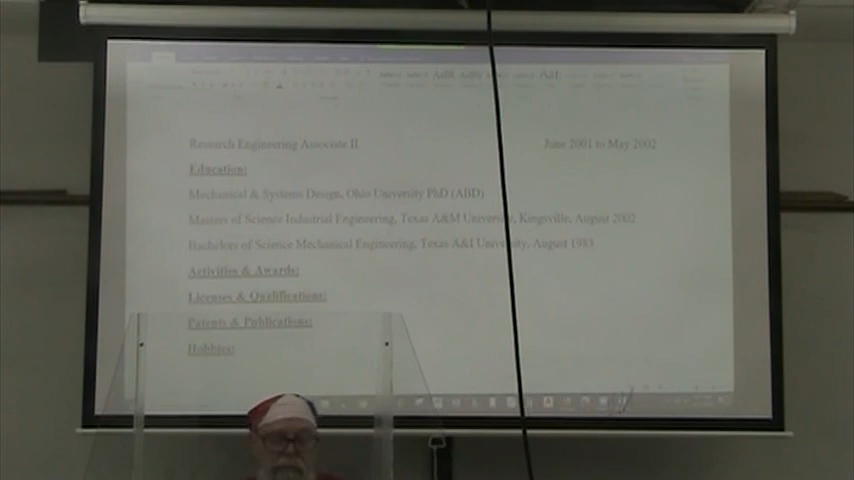 Research Engineering Associate II June 2001 to May 2002
Education:
Mechanical & Systems Design, Ohio University PhD (ABD)
Masters of Science Industrial Engineering, Texas A&M University, Kingsville, August 2002
Bachelors of Science Mechanical Engineering, Texas A&I University, August 1983
Activities & Awards:
Licenses & Qualifications:
Patents & Publications:
Hobbies: